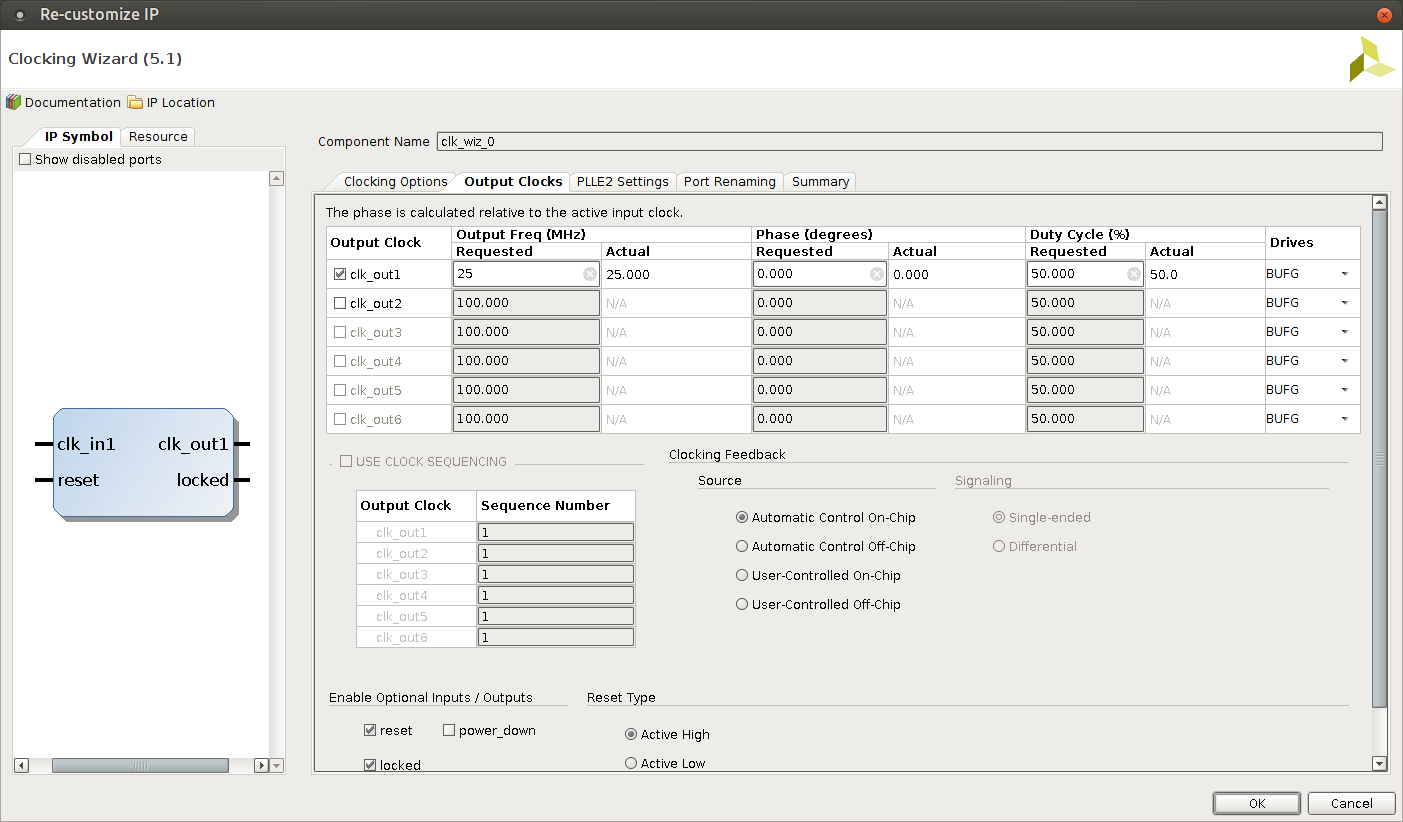 Re-customize IP
Clocking Wizard (5.1)
Documentation IP Location
IP Symbol Resource
Show disabled ports
clk_in1 clk_out1
reset locked
Component Name clk_wiz_0
Clocking Options Output Clocks PLLE2 Settings Port Renaming Summary
The phase is calculated relative to the active input clock.
Output Clock Output Freq (MHz) Phase (degrees) Duty Cycle (%) Drives
Requested Actual Requested Actual Requested Actual
clk_out1 25 25.000 0.000 0.000 50.000 50.0 BUFG
clk_out2 100.000 N/A 0.000 N/A 50.000 N/A BUFG
clk_out3 100.000 N/A 0.000 N/A 50.000 N/A BUFG
clk_out4 100.000 N/A 0.000 N/A 50.000 N/A BUFG
clk_out5 100.000 N/A 0.000 N/A 50.000 N/A BUFG
clk_out6 100.000 N/A 0.000 N/A 50.000 N/A BUFG
USE CLOCK SEQUENCING
Output Clock Sequence Number
clk_out1 1
clk_out2 1
clk_out3 1
clk_out4 1
clk_out5 1
clk_out6 1
Clocking Feedback
Source Signaling
Automatic Control On-Chip Single-ended
Automatic Control Off-Chip Differential
User-Controlled On-Chip
User-Controlled Off-Chip
Enable Optional Inputs / Outputs Reset Type
reset power_down Active High
locked Active Low
OK Cancel